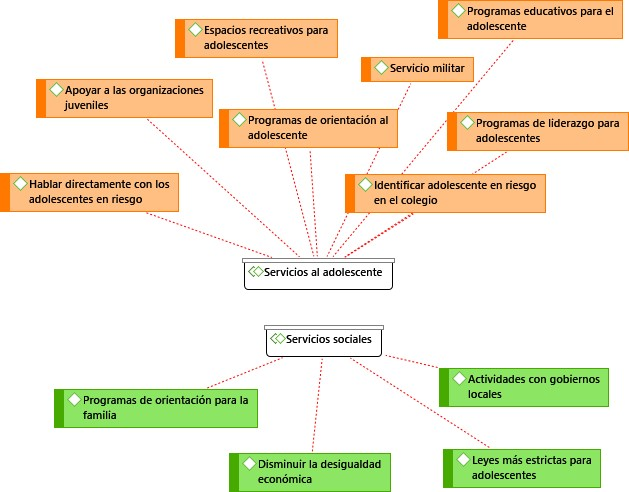 Programas educativos para el
adolescente
Espacios recreativos para
adolescentes
Servicio militar
Apoyar a las organizaciones
juveniles
Programas de orientación al
adolescente
Programas de liderazgo para
adolescentes
Hablar directamente con los
adolescentes en riesgo
Identificar adolescente en riesgo
en el colegio
Servicios al adolescente
Servicios sociales
Actividades con gobiernos
locales
Programas de orientación para la
familia
Disminuir la desigualdad
económica
Leyes más estrictas para
adolescentes